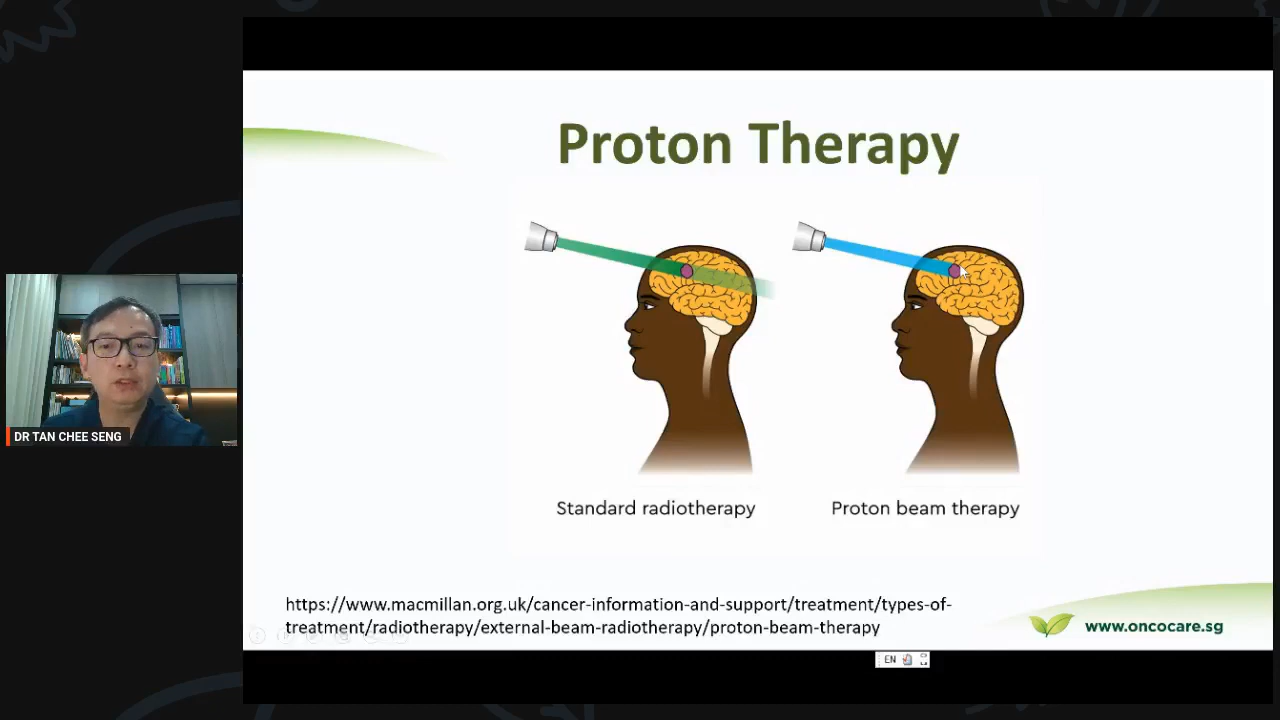 Proton Therapy
Standard radiotherapy
Proton beam therapy
DR TAN CHEE SENG
https://www.macmillan.org.uk/cancer-information-and-support/treatment/types-of-
treatment/radiotherapy/external-beam-radiotherapy/proton-beam-therapy
www.oncocare.sg
EN